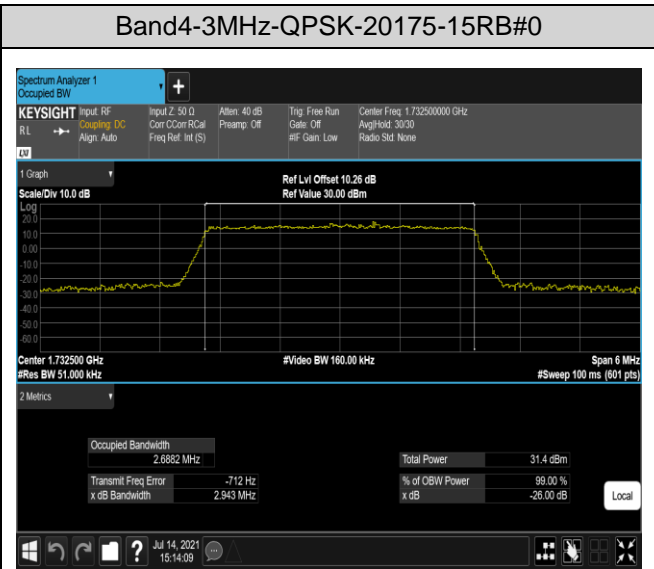 Band4-3MHz-QPSK-20175-15RB#0
Spectrum Analyzer 1
Occupied BW
KEYSIGHT Input: RF Input Z: 50 Ω Atten: 40 dB Trig: Free Run Center Freq: 1.732500000 GHz
RL Coupling: DC Corr CCorr RCal Preamp: Off Gate: Off Avg|Hold: 30/30
Align: Auto Freq Ref: Int (S) #IF Gain: Low Radio Std: None
1 Graph
Ref Lvl Offset 10.26 dB
Scale/Div 10.0 dB Ref Value 30.00 dBm
Log
20.0
10.0
0.00
-10.0
-20.0
-30.0
-40.0
-50.0
-60.0
Center 1.732500 GHz #Video BW 160.00 kHz Span 6 MHz
#Res BW 51.000 kHz #Sweep 100 ms (601 pts)
2 Metrics
Occupied Bandwidth
2.6882 MHz Total Power 31.4 dBm
Transmit Freq Error -712 Hz % of OBW Power 99.00 %
x dB Bandwidth 2.943 MHz x dB -26.00 dB
Local
? Jul 14, 2021
15:14:09